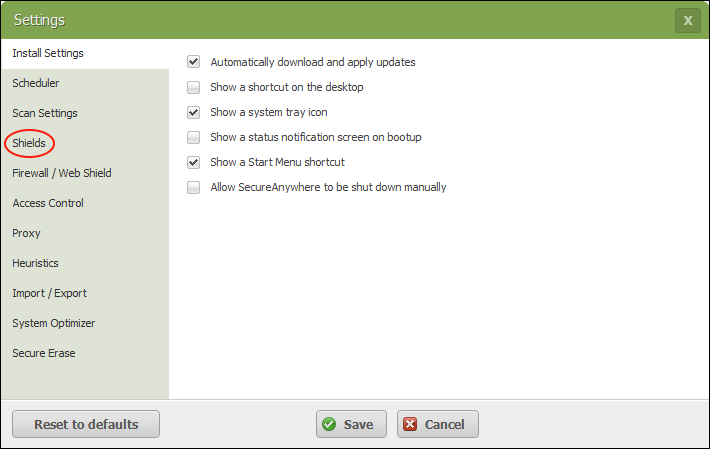 Settings
X
Install Settings
Scheduler
Scan Settings
Shields
Firewall / Web Shield
Access Control
Proxy
Heuristics
Import / Export
System Optimizer
Secure Erase
Automatically download and apply updates
Show a shortcut on the desktop
Show a system tray icon
Show a status notification screen on bootup
Show a Start Menu shortcut
Allow SecureAnywhere to be shut down manually
Reset to defaults
Save
Cancel